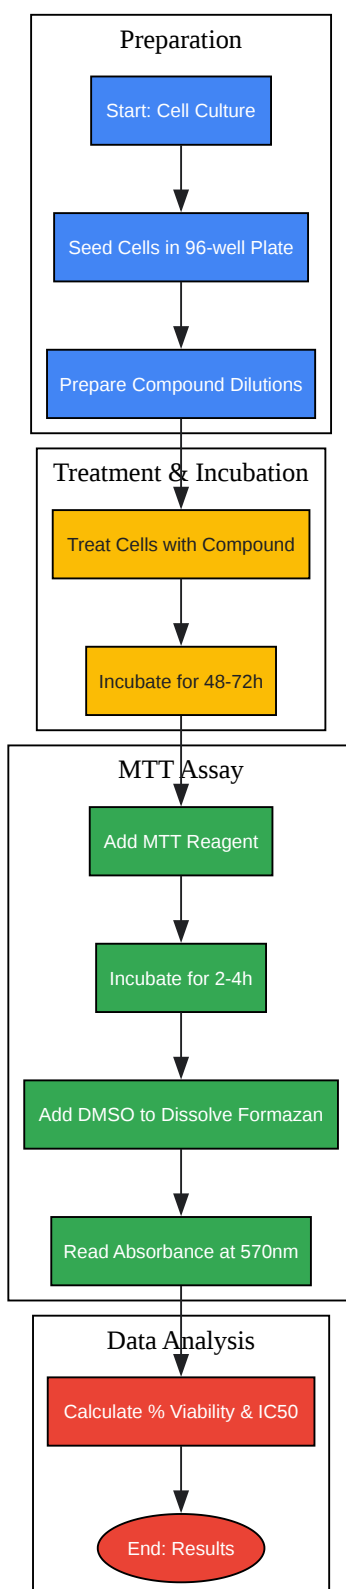 Preparation
Start: Cell Culture
Seed Cells in 96-well Plate
Prepare Compound Dilutions
Treatment & Incubation
Treat Cells with Compound
Incubate for 48-72h
MTT Assay
Add MTT Reagent
Incubate for 2-4h
Add DMSO to Dissolve Formazan
Read Absorbance at 570nm
Data Analysis
Calculate % Viability & IC50
End: Results